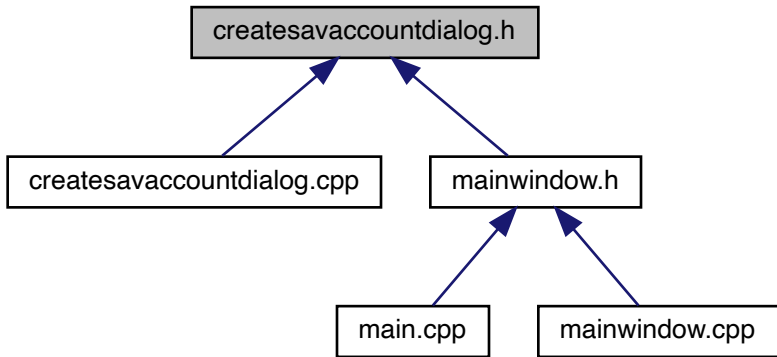 createsavaccountdialog.h
createsavaccountdialog.cpp
mainwindow.h
main.cpp
mainwindow.cpp